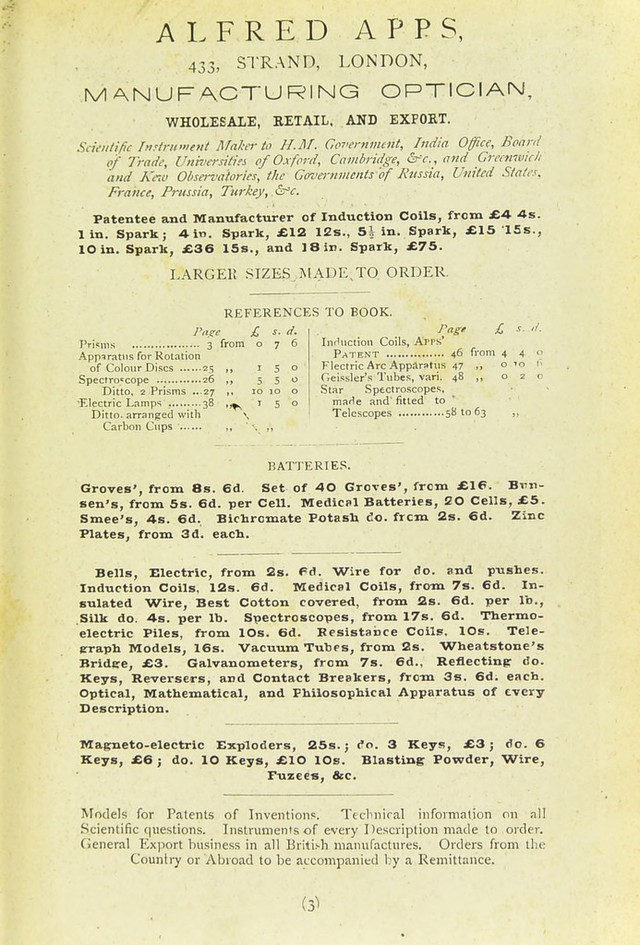 ALFRED APPS,
433, STRAND, LONDON,
MANUFACTURING OPTICIAN,
WHOLESALE, RETAIL, AND EXPORT.
Scientific Instrument Maker to H.M. Government, India Office, Board
of Trade, Universities of Oxford, Cambridge, &c., and Greenwich
and Kew Observatories, the Governments of Russia, United States,
France, Prussia, Turkey, &c.
Patentee and Manufacturer of Induction Coils, from £4 4s.
1 in. Spark; 4 in. Spark, £12 12s., 5½ in. Spark, £15 15s.,
10 in. Spark, £36 15s., and 18 in. Spark, £75.
LARGER SIZES MADE TO ORDER.
REFERENCES TO BOOK.
Page £ s. d.
Prisms .................. 3 from 0 7 6
Apparatus for Rotation
of Colour Discs ......25 ,, 1 5 0
Spectroscope ............26 ,, 5 5 0
Ditto, 2 Prisms ...27 ,, 10 10 0
Electric Lamps .........38 ,, 1 5 0
Ditto. arranged with
Carbon Cups ...... ,, ,,
Page £ s. d.
Induction Coils, APPS'
PATENT ............... 46 from 4 4 0
Electric Arc Apparatus 47 ,, 0 10 6
Geissler's Tubes, vari. 48 ,, 0 2 0
Star Spectroscopes,
made and fitted to
Telescopes ............58 to 63 ,,
BATTERIES.
Groves', from 8s. 6d. Set of 40 Groves', from £16. Bun-
sen's, from 5s. 6d. per Cell. Medical Batteries, 20 Cells, £5.
Smee's, 4s. 6d. Bichromate Potash do. from 2s. 6d. Zinc
Plates, from 3d. each.
Bells, Electric, from 2s. 6d. Wire for do. and pushes.
Induction Coils, 12s. 6d. Medical Coils, from 7s. 6d. In-
sulated Wire, Best Cotton covered, from 2s. 6d. per lb.,
Silk do. 4s. per lb. Spectroscopes, from 17s. 6d. Thermo-
electric Piles, from 10s. 6d. Resistance Coils, 10s. Tele-
graph Models, 16s. Vacuum Tubes, from 2s. Wheatstone's
Bridge, £3. Galvanometers, from 7s. 6d., Reflecting do.
Keys, Reversers, and Contact Breakers, from 3s. 6d. each.
Optical, Mathematical, and Philosophical Apparatus of every
Description.
Magneto-electric Exploders, 25s.; do. 3 Keys, £3; do. 6
Keys, £6; do. 10 Keys, £10 10s. Blasting Powder, Wire,
Fuzees, &c.
Models for Patents of Inventions. Technical information on all
Scientific questions. Instruments of every Description made to order.
General Export business in all British manufactures. Orders from the
Country or Abroad to be accompanied by a Remittance.
(3)